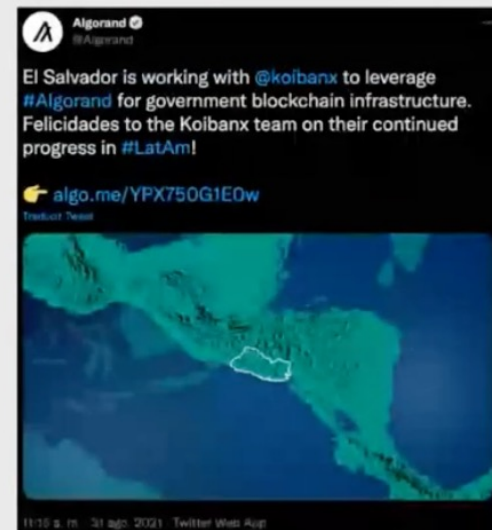 Algorand
@Algorand
El Salvador is working with @koibanx to leverage
#Algorand for government blockchain infrastructure.
Felicidades to the Koibanx team on their continued
progress in #LatAm!
👉 algo.me/YPX750G1E0w
Traducir Tweet
11:15 a. m. · 31 ago. 2021 · Twitter Web App